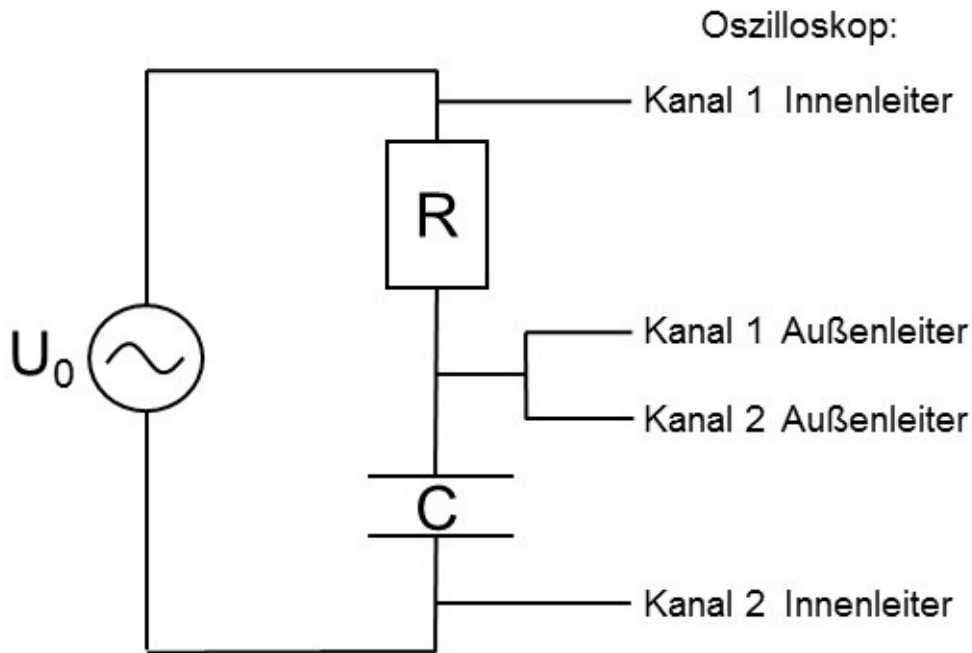 Oszilloskop:
Kanal 1 Innenleiter
R
Kanal 1 Außenleiter
U₀
Kanal 2 Außenleiter
C
Kanal 2 Innenleiter